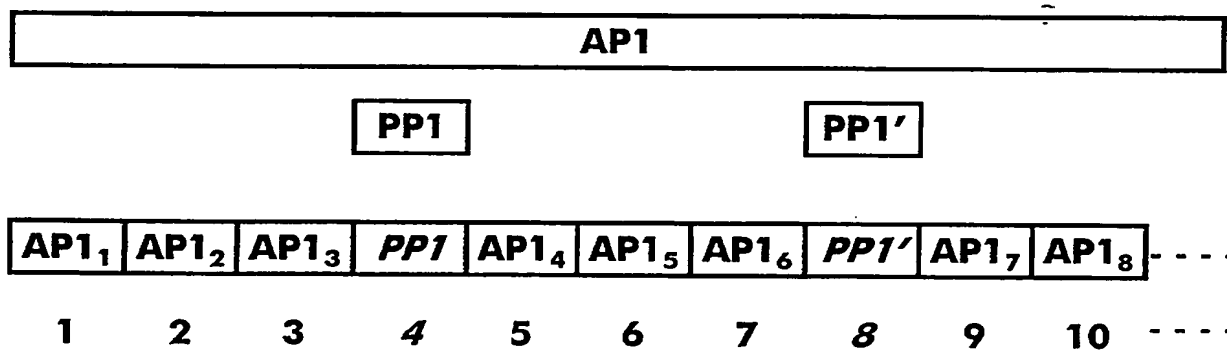 AP1
PP1 PP1′
AP1₁ AP1₂ AP1₃ PP1 AP1₄ AP1₅ AP1₆ PP1′ AP1₇ AP1₈
1 2 3 4 5 6 7 8 9 10